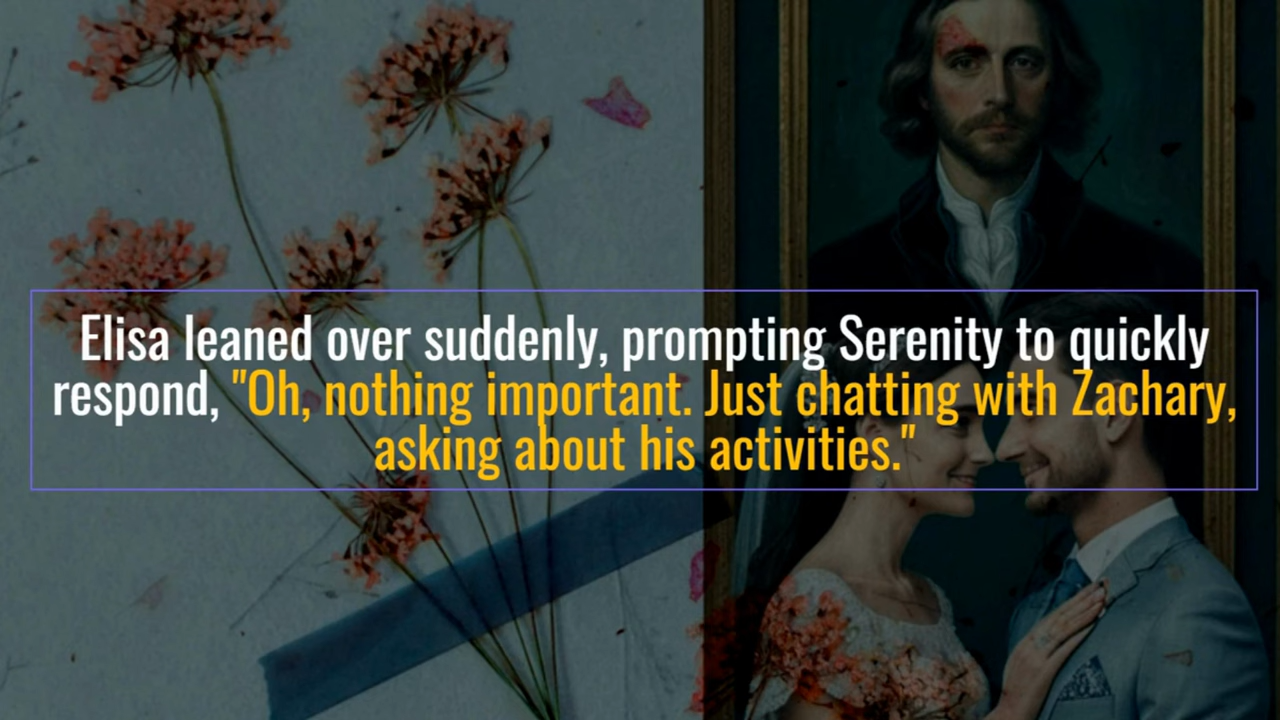 Elisa leaned over suddenly, prompting Serenity to quickly
respond, "Oh, nothing important. Just chatting with Zachary,
asking about his activities."